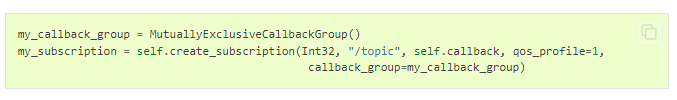 my_callback_group = MutuallyExclusiveCallbackGroup()
my_subscription = self.create_subscription(Int32, "/topic", self.callback, qos_profile=1,
                                           callback_group=my_callback_group)